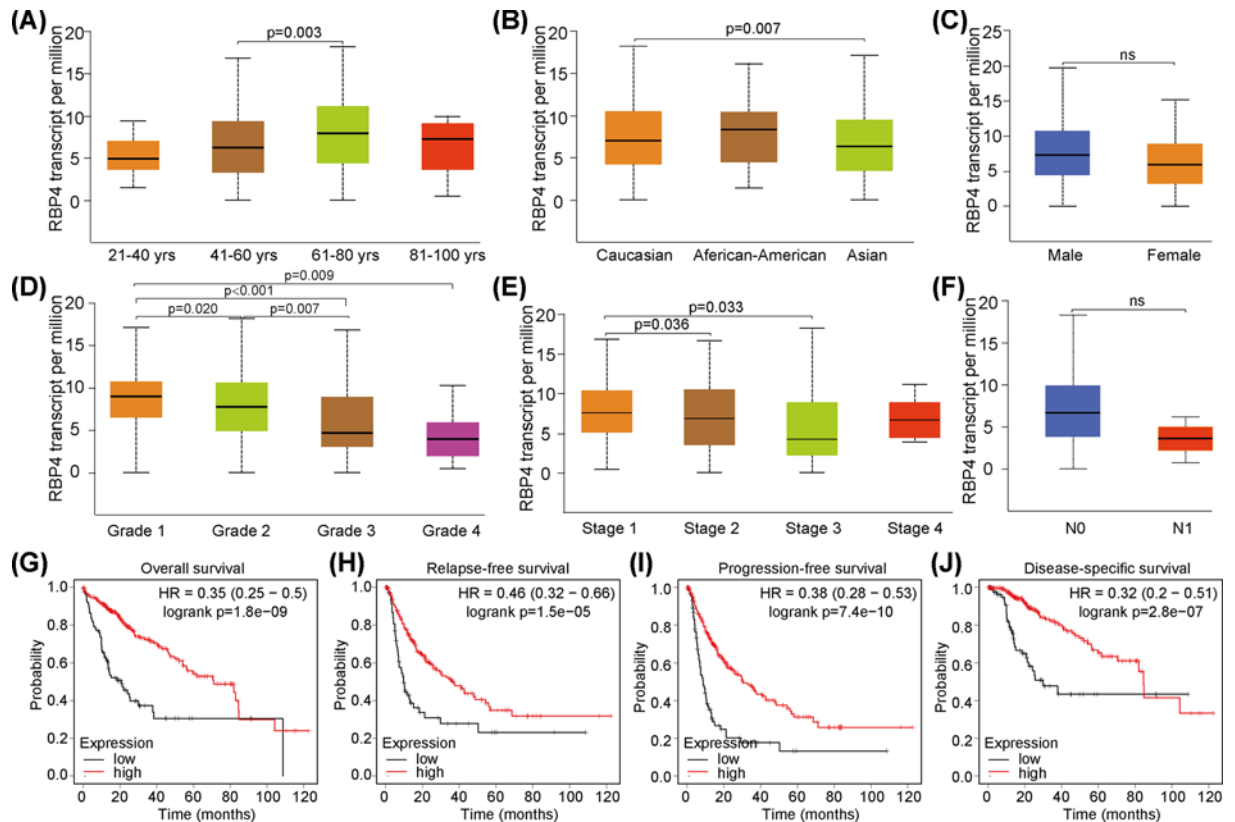 (A)
RBP4 transcript per million
20
15
10
5
0
p=0.003
21-40 yrs 41-60 yrs 61-80 yrs 81-100 yrs
(B)
RBP4 transcript per million
20
15
10
5
0
p=0.007
Caucasian Aferican-American Asian
(C)
RBP4 transcript per million
25
20
15
10
5
0
ns
Male Female
(D)
RBP4 transcript per million
20
15
10
5
0
p=0.009
p<0.001
p=0.020 p=0.007
Grade 1 Grade 2 Grade 3 Grade 4
(E)
RBP4 transcript per million
20
15
10
5
0
p=0.033
p=0.036
Stage 1 Stage 2 Stage 3 Stage 4
(F)
RBP4 transcript per million
20
15
10
5
0
ns
N0 N1
(G)
Overall survival
HR = 0.35 (0.25 – 0.5)
logrank p=1.8e-09
Probability
1.0
0.8
0.6
0.4
0.2
0.0
Expression
low
high
0 20 40 60 80 100 120
Time (months)
(H)
Relapse-free survival
HR = 0.46 (0.32 – 0.66)
logrank p=1.5e-05
Probability
1.0
0.8
0.6
0.4
0.2
0.0
Expression
low
high
0 20 40 60 80 100 120
Time (months)
(I)
Progression-free survival
HR = 0.38 (0.28 – 0.53)
logrank p=7.4e-10
Probability
1.0
0.8
0.6
0.4
0.2
0.0
Expression
low
high
0 20 40 60 80 100 120
Time (months)
(J)
Disease-specific survival
HR = 0.32 (0.2 – 0.51)
logrank p=2.8e-07
Probability
1.0
0.8
0.6
0.4
0.2
0.0
Expression
low
high
0 20 40 60 80 100 120
Time (months)